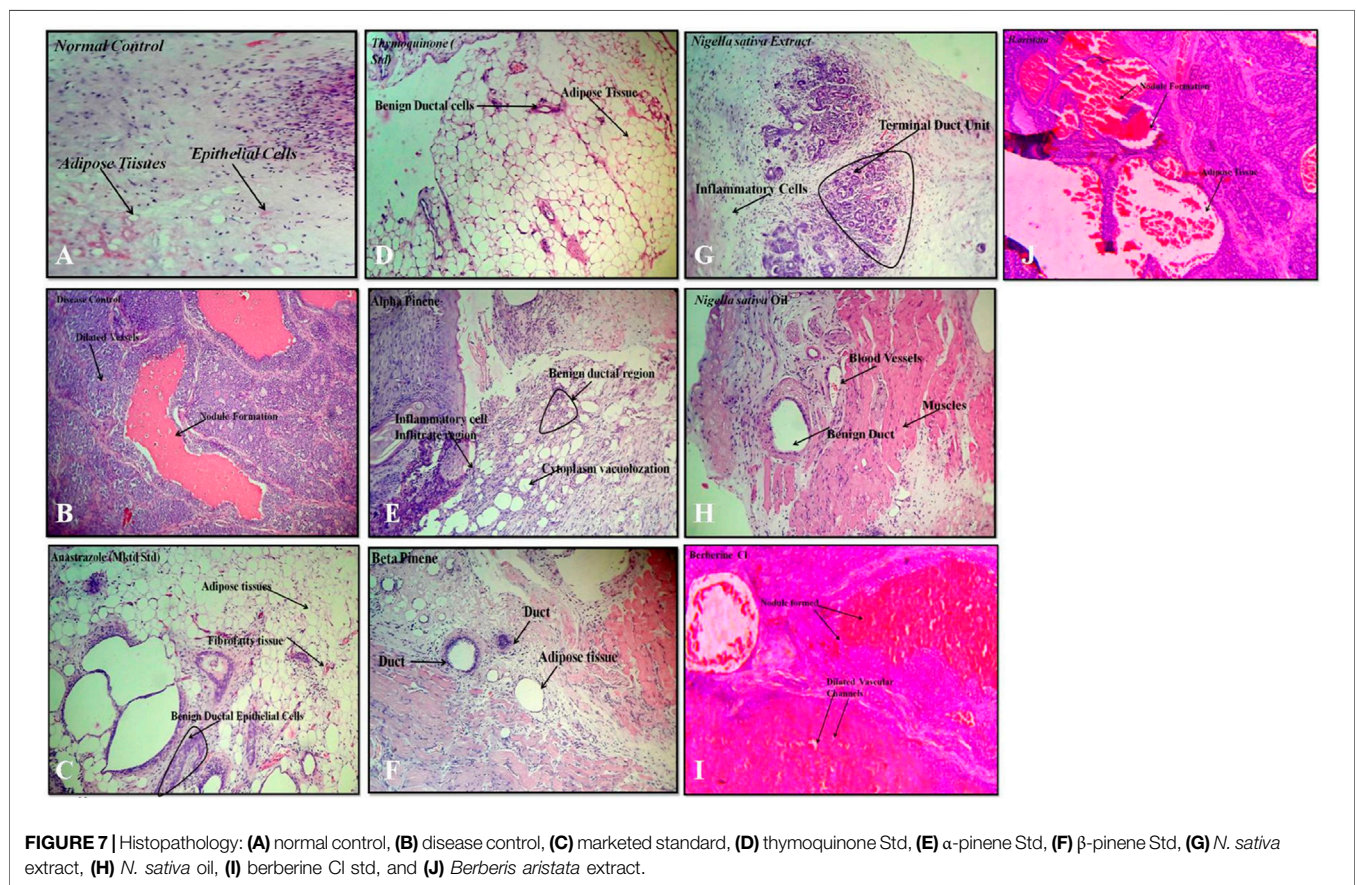 Normal Control
Adipose Tiisues
Epithelial Cells
A
Thymoquinone (
Std)
Benign Ductal cells
Adipose Tissue
D
Nigella sativa Extract
Terminal Duct Unit
Inflammatory Cells
G
Nodule Formation
Adipose Tissue
J
Disease Control
Dilated Vessels
Nodule Formation
B
Alpha Pinene
Benign ductal region
Inflammatory cell
Inflitrate region
Cytoplasm vacuolozation
E
Nigella sativa Oil
Blood Vessels
Muscles
Benign Duct
H
Anastrazole (Mktd Std)
Adipose tissues
Fibrofatty tissue
Benign Ductal Epithelial Cells
C
Beta Pinene
Duct
Duct
Adipose tissue
F
Berberine Cl
Nodule formed
Dilated Vascular
Channels
I
FIGURE 7 | Histopathology: (A) normal control, (B) disease control, (C) marketed standard, (D) thymoquinone Std, (E) α-pinene Std, (F) β-pinene Std, (G) N. sativa
extract, (H) N. sativa oil, (I) berberine Cl std, and (J) Berberis aristata extract.